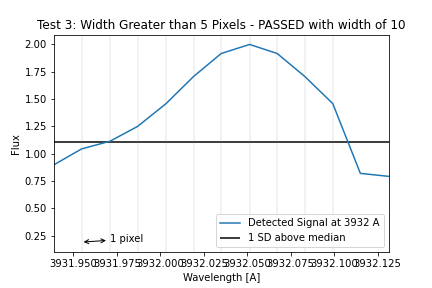 Test 3: Width Greater than 5 Pixels - PASSED with width of 10
2.00
1.75
1.50
1.25
1.00
0.75
0.50
0.25
Flux
1 pixel
Detected Signal at 3932 A
1 SD above median
3931.950 3931.975 3932.000 3932.025 3932.050 3932.075 3932.100 3932.125
Wavelength [A]